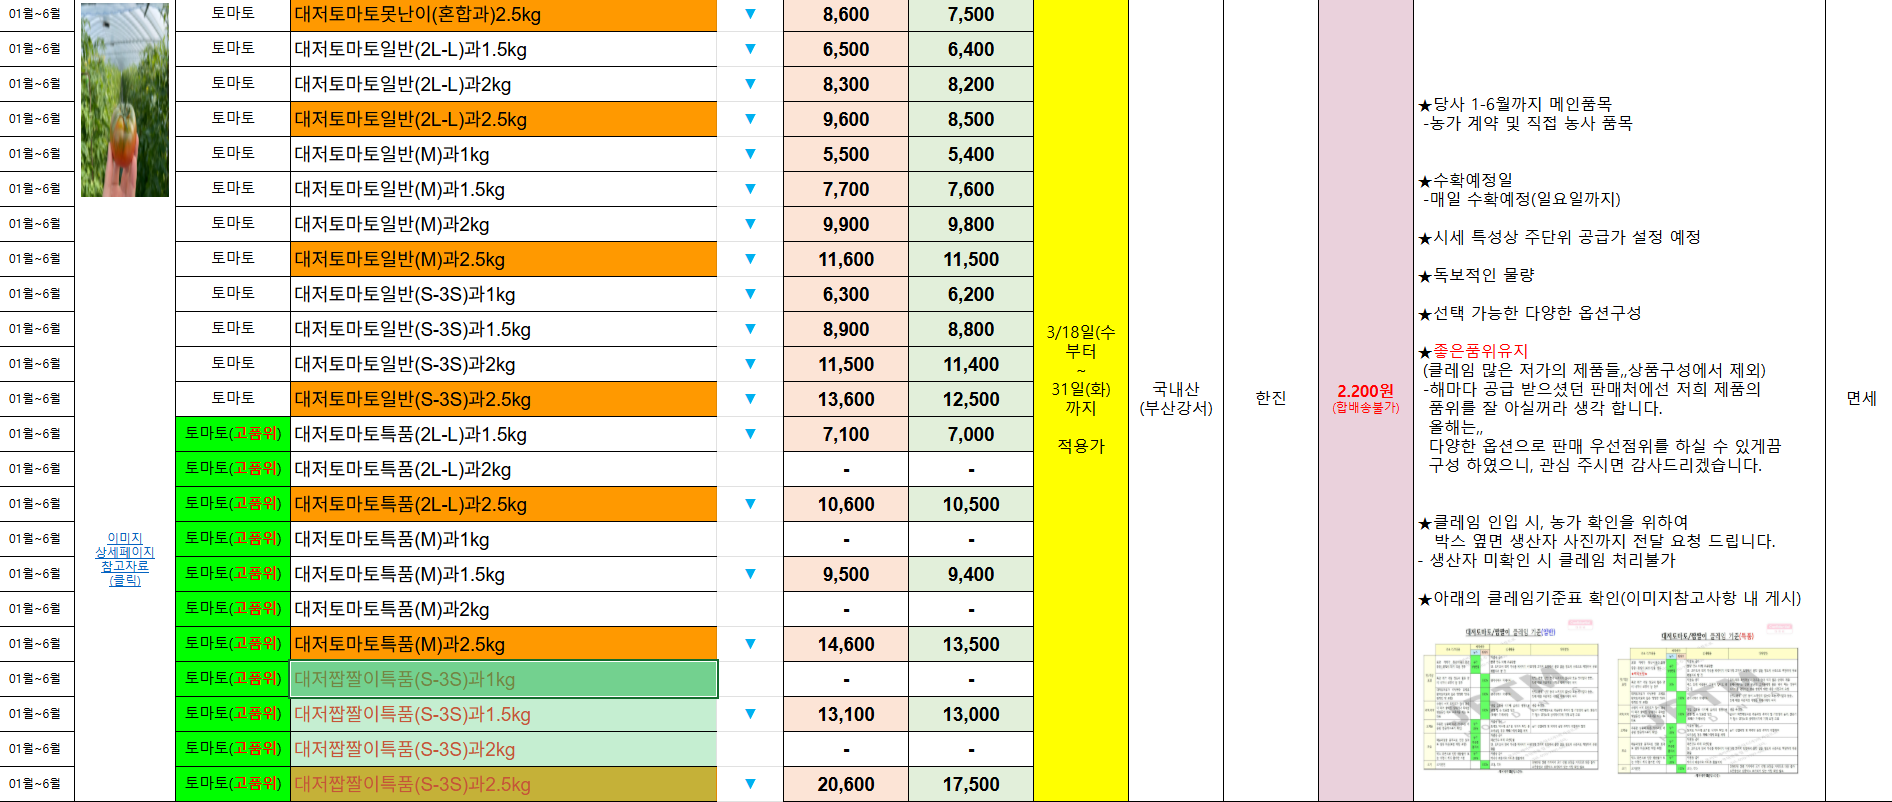 01월~6월 토마토 대저토마토못난이(혼합과)2.5kg ▼ 8,600 7,500
01월~6월 토마토 대저토마토일반(2L-L)과1.5kg ▼ 6,500 6,400
01월~6월 토마토 대저토마토일반(2L-L)과2kg ▼ 8,300 8,200
01월~6월 토마토 대저토마토일반(2L-L)과2.5kg ▼ 9,600 8,500
01월~6월 토마토 대저토마토일반(M)과1kg ▼ 5,500 5,400
01월~6월 토마토 대저토마토일반(M)과1.5kg ▼ 7,700 7,600
01월~6월 토마토 대저토마토일반(M)과2kg ▼ 9,900 9,800
01월~6월 토마토 대저토마토일반(M)과2.5kg ▼ 11,600 11,500
01월~6월 토마토 대저토마토일반(S-3S)과1kg ▼ 6,300 6,200
01월~6월 토마토 대저토마토일반(S-3S)과1.5kg ▼ 8,900 8,800
01월~6월 토마토 대저토마토일반(S-3S)과2kg ▼ 11,500 11,400
01월~6월 토마토 대저토마토일반(S-3S)과2.5kg ▼ 13,600 12,500
01월~6월 토마토(고품위) 대저토마토특품(2L-L)과1.5kg ▼ 7,100 7,000
01월~6월 토마토(고품위) 대저토마토특품(2L-L)과2kg - -
01월~6월 토마토(고품위) 대저토마토특품(2L-L)과2.5kg ▼ 10,600 10,500
01월~6월 토마토(고품위) 대저토마토특품(M)과1kg - -
01월~6월 토마토(고품위) 대저토마토특품(M)과1.5kg ▼ 9,500 9,400
01월~6월 토마토(고품위) 대저토마토특품(M)과2kg - -
01월~6월 토마토(고품위) 대저토마토특품(M)과2.5kg ▼ 14,600 13,500
01월~6월 토마토(고품위) 대저짭짤이특품(S-3S)과1kg - -
01월~6월 토마토(고품위) 대저짭짤이특품(S-3S)과1.5kg ▼ 13,100 13,000
01월~6월 토마토(고품위) 대저짭짤이특품(S-3S)과2kg - -
01월~6월 토마토(고품위) 대저짭짤이특품(S-3S)과2.5kg ▼ 20,600 17,500
이미지
상세페이지
참고자료
(클릭)
3/18일(수
부터
~
31일(화)
까지
적용가
국내산
(부산강서)
한진
2.200원
(합배송불가)
★당사 1-6월까지 메인품목
-농가 계약 및 직접 농사 품목
★수확예정일
-매일 수확예정(일요일까지)
★시세 특성상 주단위 공급가 설정 예정
★독보적인 물량
★선택 가능한 다양한 옵션구성
★좋은품위유지
(클레임 많은 저가의 제품들,,상품구성에서 제외)
-해마다 공급 받으셨던 판매처에선 저희 제품의
품위를 잘 아실꺼라 생각 합니다.
올해는,,
다양한 옵션으로 판매 우선점위를 하실 수 있게끔
구성 하였으니, 관심 주시면 감사드리겠습니다.
★클레임 인입 시, 농가 확인을 위하여
박스 옆면 생산자 사진까지 전달 요청 드립니다.
- 생산자 미확인 시 클레임 처리불가
★아래의 클레임기준표 확인(이미지참고사항 내 게시)
대저토마토/짭짤이 클레임 기준(일반)
대저토마토/짭짤이 클레임 기준(특품)
면세